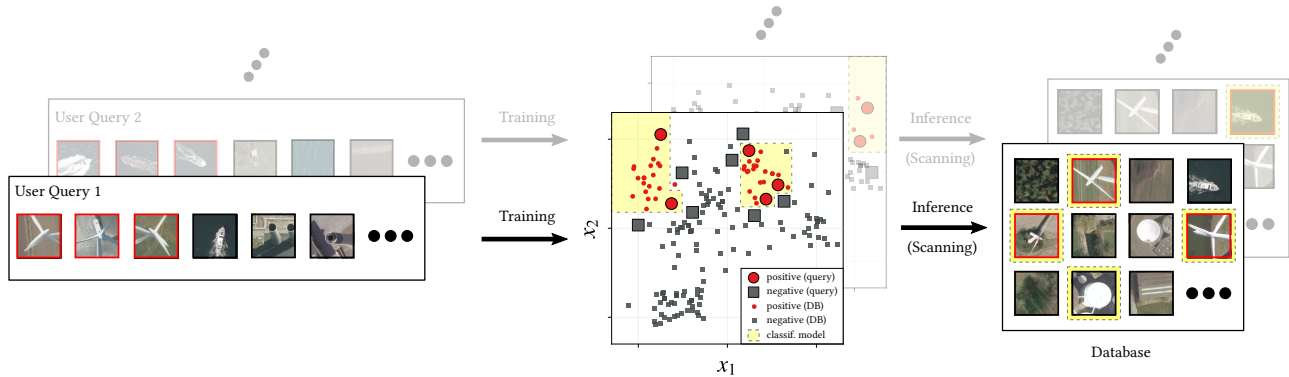 User Query 2
User Query 1
Training
Training
x2
x1
positive (query)
negative (query)
positive (DB)
negative (DB)
classif. model
Inference
(Scanning)
Inference
(Scanning)
Database